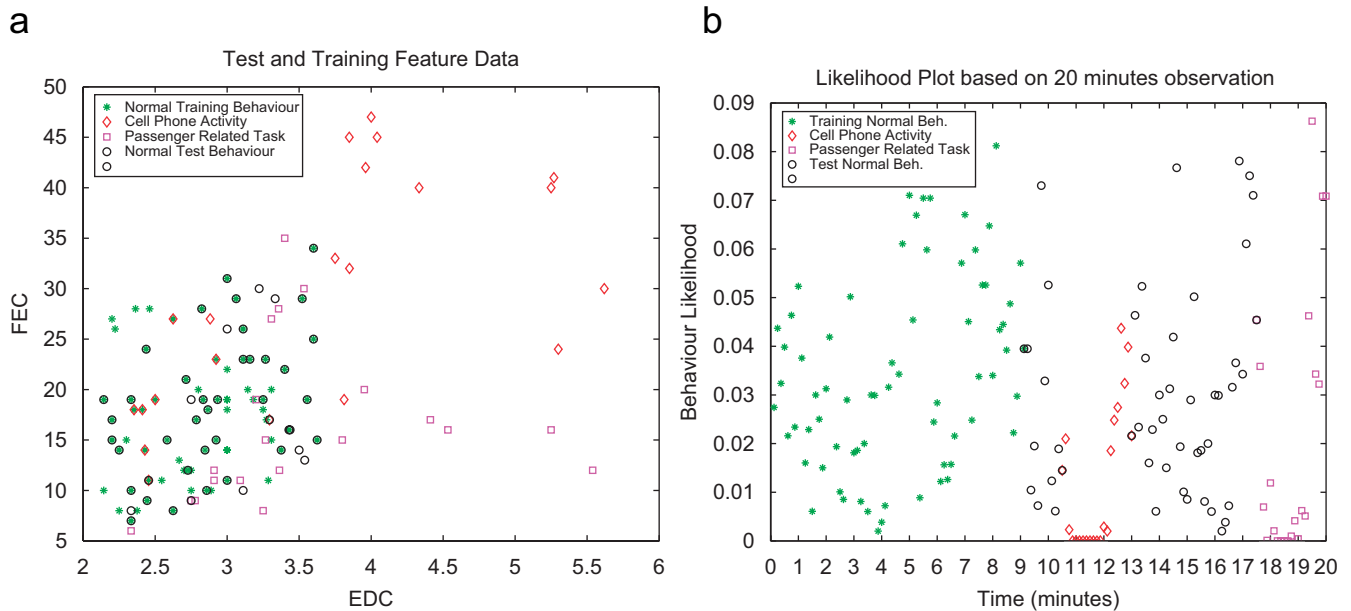 a
Test and Training Feature Data
50
45
40
35
30
25
20
15
10
5
FEC
Normal Training Behaviour
Cell Phone Activity
Passenger Related Task
Normal Test Behaviour
2 2.5 3 3.5 4 4.5 5 5.5 6
EDC
b
Likelihood Plot based on 20 minutes observation
0.09
0.08
0.07
0.06
0.05
0.04
0.03
0.02
0.01
0
Behaviour Likelihood
Training Normal Beh.
Cell Phone Activity
Passenger Related Task
Test Normal Beh.
0 1 2 3 4 5 6 7 8 9 10 11 12 13 14 15 16 17 18 19 20
Time (minutes)